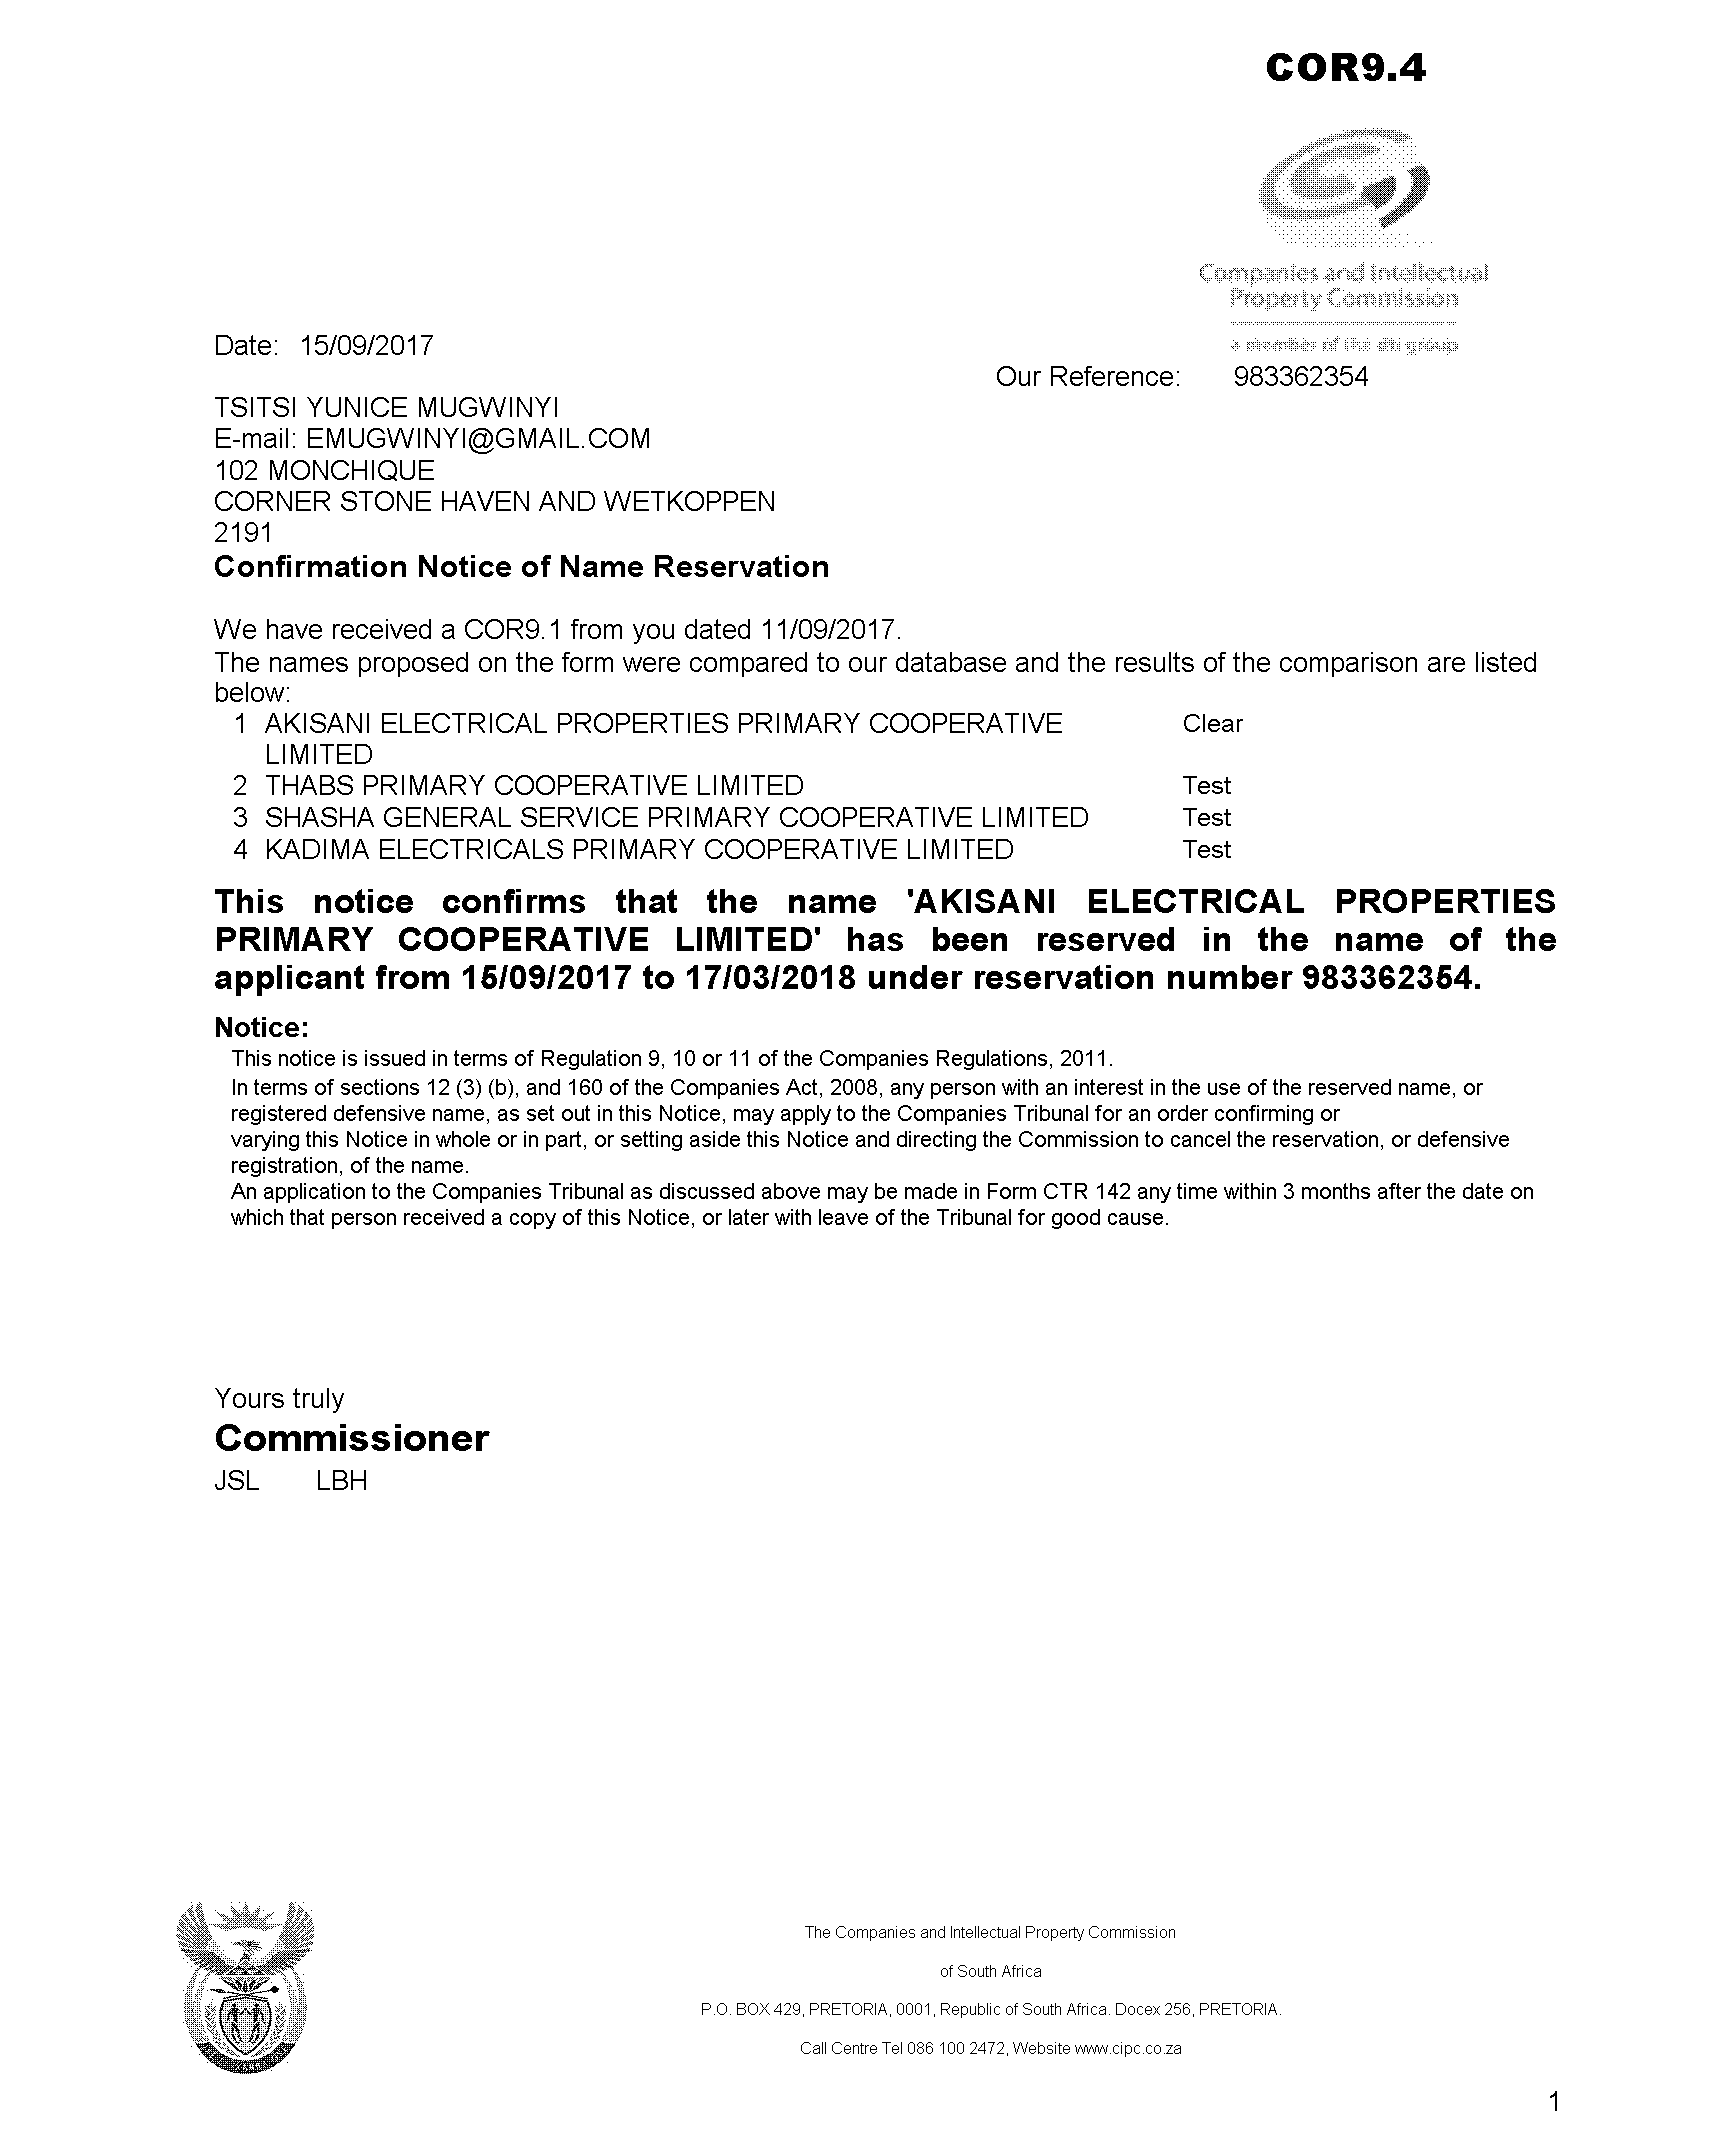 COR9.4
Companies and Intellectual
Property Commission
a member of the dti group
Date: 15/09/2017
Our Reference: 983362354
TSITSI YUNICE MUGWINYI
E-mail: EMUGWINYI@GMAIL.COM
102 MONCHIQUE
CORNER STONE HAVEN AND WETKOPPEN
2191
Confirmation Notice of Name Reservation
We have received a COR9.1 from you dated 11/09/2017.
The names proposed on the form were compared to our database and the results of the comparison are listed
below:
1 AKISANI ELECTRICAL PROPERTIES PRIMARY COOPERATIVE Clear
LIMITED
2 THABS PRIMARY COOPERATIVE LIMITED Test
3 SHASHA GENERAL SERVICE PRIMARY COOPERATIVE LIMITED Test
4 KADIMA ELECTRICALS PRIMARY COOPERATIVE LIMITED Test
This notice confirms that the name 'AKISANI ELECTRICAL PROPERTIES
PRIMARY COOPERATIVE LIMITED' has been reserved in the name of the
applicant from 15/09/2017 to 17/03/2018 under reservation number 983362354.
Notice:
This notice is issued in terms of Regulation 9, 10 or 11 of the Companies Regulations, 2011.
In terms of sections 12 (3) (b), and 160 of the Companies Act, 2008, any person with an interest in the use of the reserved name, or
registered defensive name, as set out in this Notice, may apply to the Companies Tribunal for an order confirming or
varying this Notice in whole or in part, or setting aside this Notice and directing the Commission to cancel the reservation, or defensive
registration, of the name.
An application to the Companies Tribunal as discussed above may be made in Form CTR 142 any time within 3 months after the date on
which that person received a copy of this Notice, or later with leave of the Tribunal for good cause.
Yours truly
Commissioner
JSL LBH
The Companies and Intellectual Property Commission
of South Africa
P.O. BOX 429, PRETORIA, 0001, Republic of South Africa. Docex 256, PRETORIA.
Call Centre Tel 086 100 2472, Website www.cipc.co.za
1